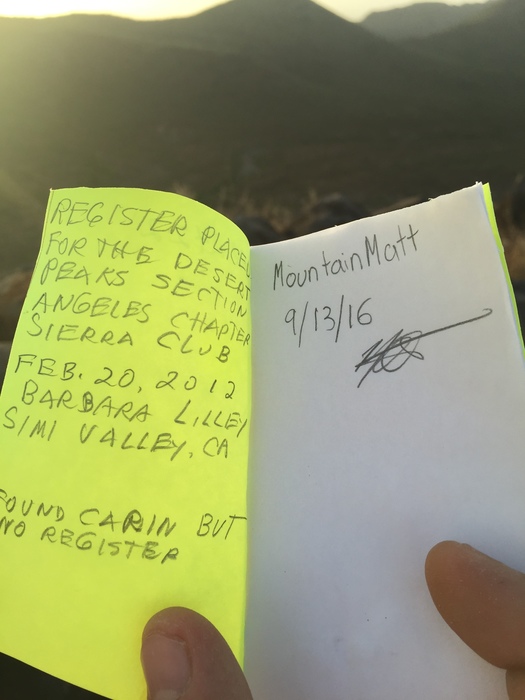 REGISTER PLACED
FOR THE DESERT
PEAKS SECTION
ANGELES CHAPTER
SIERRA CLUB
FEB. 20, 2012
BARBARA LILLEY
SIMI VALLEY, CA
FOUND CARIN BUT
NO REGISTER
MountainMatt
9/13/16